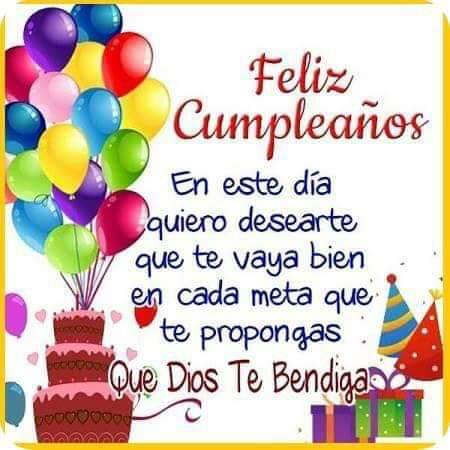 Feliz
Cumpleaños
En este día
quiero desearte
que te vaya bien
en cada meta que
te propongas
Que Dios Te Bendiga